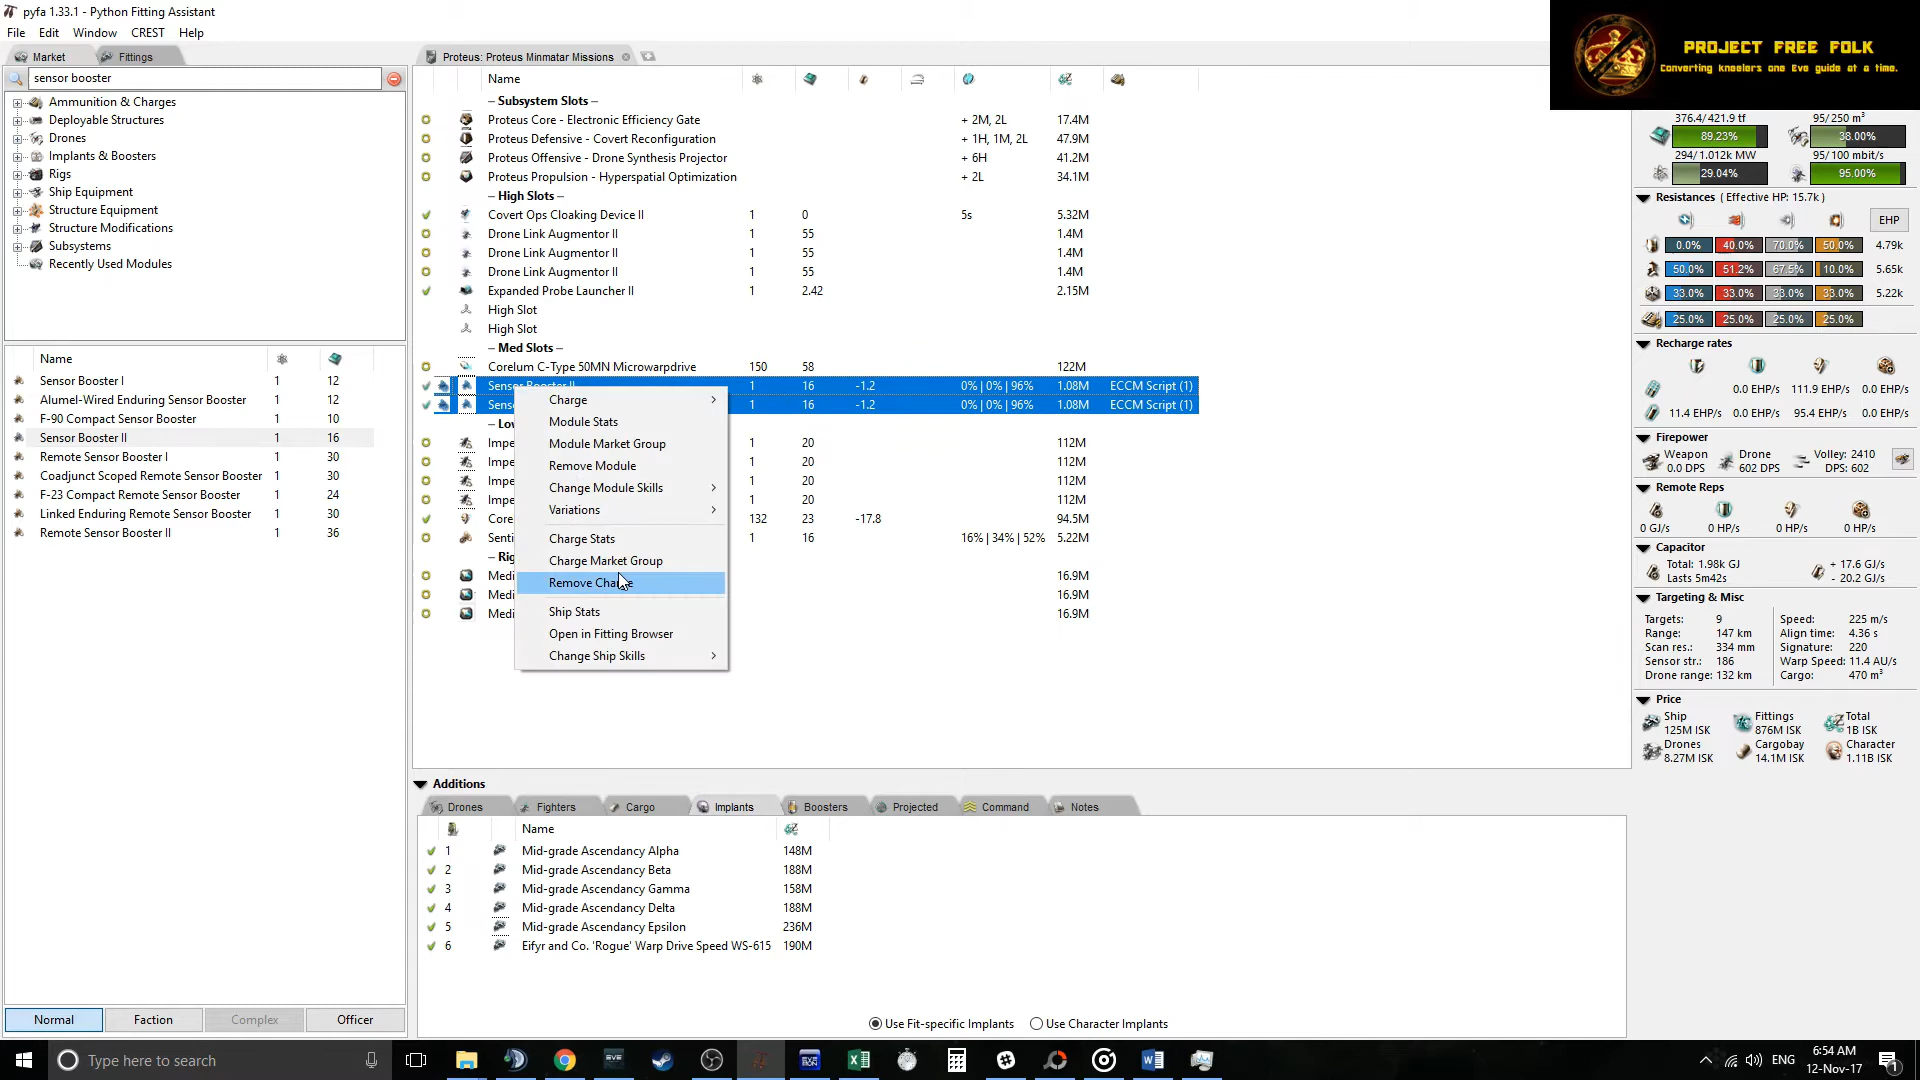 pyfa 1.33.1 - Python Fitting Assistant
File Edit Window CREST Help
Market Fittings
sensor booster
Ammunition & Charges
Deployable Structures
Drones
Implants & Boosters
Rigs
Ship Equipment
Structure Equipment
Structure Modifications
Subsystems
Recently Used Modules
Name
Sensor Booster I 1 12
Alumel-Wired Enduring Sensor Booster 1 12
F-90 Compact Sensor Booster 1 10
Sensor Booster II 1 16
Remote Sensor Booster I 1 30
Coadjunct Scoped Remote Sensor Booster 1 30
F-23 Compact Remote Sensor Booster 1 24
Linked Enduring Remote Sensor Booster 1 30
Remote Sensor Booster II 1 36
Normal Faction Complex Officer
Proteus: Proteus Minmatar Missions
Name
– Subsystem Slots –
Proteus Core - Electronic Efficiency Gate + 2M, 2L 17.4M
Proteus Defensive - Covert Reconfiguration + 1H, 1M, 2L 47.9M
Proteus Offensive - Drone Synthesis Projector + 6H 41.2M
Proteus Propulsion - Hyperspatial Optimization + 2L 34.1M
– High Slots –
Covert Ops Cloaking Device II 1 0 5s 5.32M
Drone Link Augmentor II 1 55 1.4M
Drone Link Augmentor II 1 55 1.4M
Drone Link Augmentor II 1 55 1.4M
Expanded Probe Launcher II 1 2.42 2.15M
High Slot
High Slot
– Med Slots –
Corelum C-Type 50MN Microwarpdrive 150 58 122M
Sensor Booster II 1 16 -1.2 0% | 0% | 96% 1.08M ECCM Script (1)
Sens 1 16 -1.2 0% | 0% | 96% 1.08M ECCM Script (1)
– Lov
Impe 1 20 112M
Impe 1 20 112M
Impe 1 20 112M
Impe 1 20 112M
Core 132 23 -17.8 94.5M
Senti 1 16 16% | 34% | 52% 5.22M
– Rig
Medi 16.9M
Medi 16.9M
Medi 16.9M
Charge
Module Stats
Module Market Group
Remove Module
Change Module Skills
Variations
Charge Stats
Charge Market Group
Remove Charge
Ship Stats
Open in Fitting Browser
Change Ship Skills
Additions
Drones Fighters Cargo Implants Boosters Projected Command Notes
Name
1 Mid-grade Ascendancy Alpha 148M
2 Mid-grade Ascendancy Beta 188M
3 Mid-grade Ascendancy Gamma 158M
4 Mid-grade Ascendancy Delta 188M
5 Mid-grade Ascendancy Epsilon 236M
6 Eifyr and Co. 'Rogue' Warp Drive Speed WS-615 190M
Use Fit-specific Implants Use Character Implants
PROJECT FREE FOLK
Converting kneelers one Eve guide at a time.
376.4/421.9 tf 95/250 m³
89.23% 38.00%
294/1.012k MW 95/100 mbit/s
29.04% 95.00%
Resistances ( Effective HP: 15.7k )
EHP
0.0% 40.0% 70.0% 50.0% 4.79k
50.0% 51.2% 67.5% 10.0% 5.65k
33.0% 33.0% 33.0% 33.0% 5.22k
25.0% 25.0% 25.0% 25.0%
Recharge rates
0.0 EHP/s 111.9 EHP/s 0.0 EHP/s
11.4 EHP/s 0.0 EHP/s 95.4 EHP/s 0.0 EHP/s
Firepower
Weapon 0.0 DPS Drone 602 DPS Volley: 2410 DPS: 602
Remote Reps
0 GJ/s 0 HP/s 0 HP/s 0 HP/s
Capacitor
Total: 1.98k GJ + 17.6 GJ/s
Lasts 5m42s - 20.2 GJ/s
Targeting & Misc
Targets: 9 Speed: 225 m/s
Range: 147 km Align time: 4.36 s
Scan res.: 334 mm Signature: 220
Sensor str.: 186 Warp Speed: 11.4 AU/s
Drone range: 132 km Cargo: 470 m³
Price
Ship 125M ISK Fittings 876M ISK Total 1B ISK
Drones 8.27M ISK Cargobay 14.1M ISK Character 1.11B ISK
Type here to search
ENG
6:54 AM
12-Nov-17
1